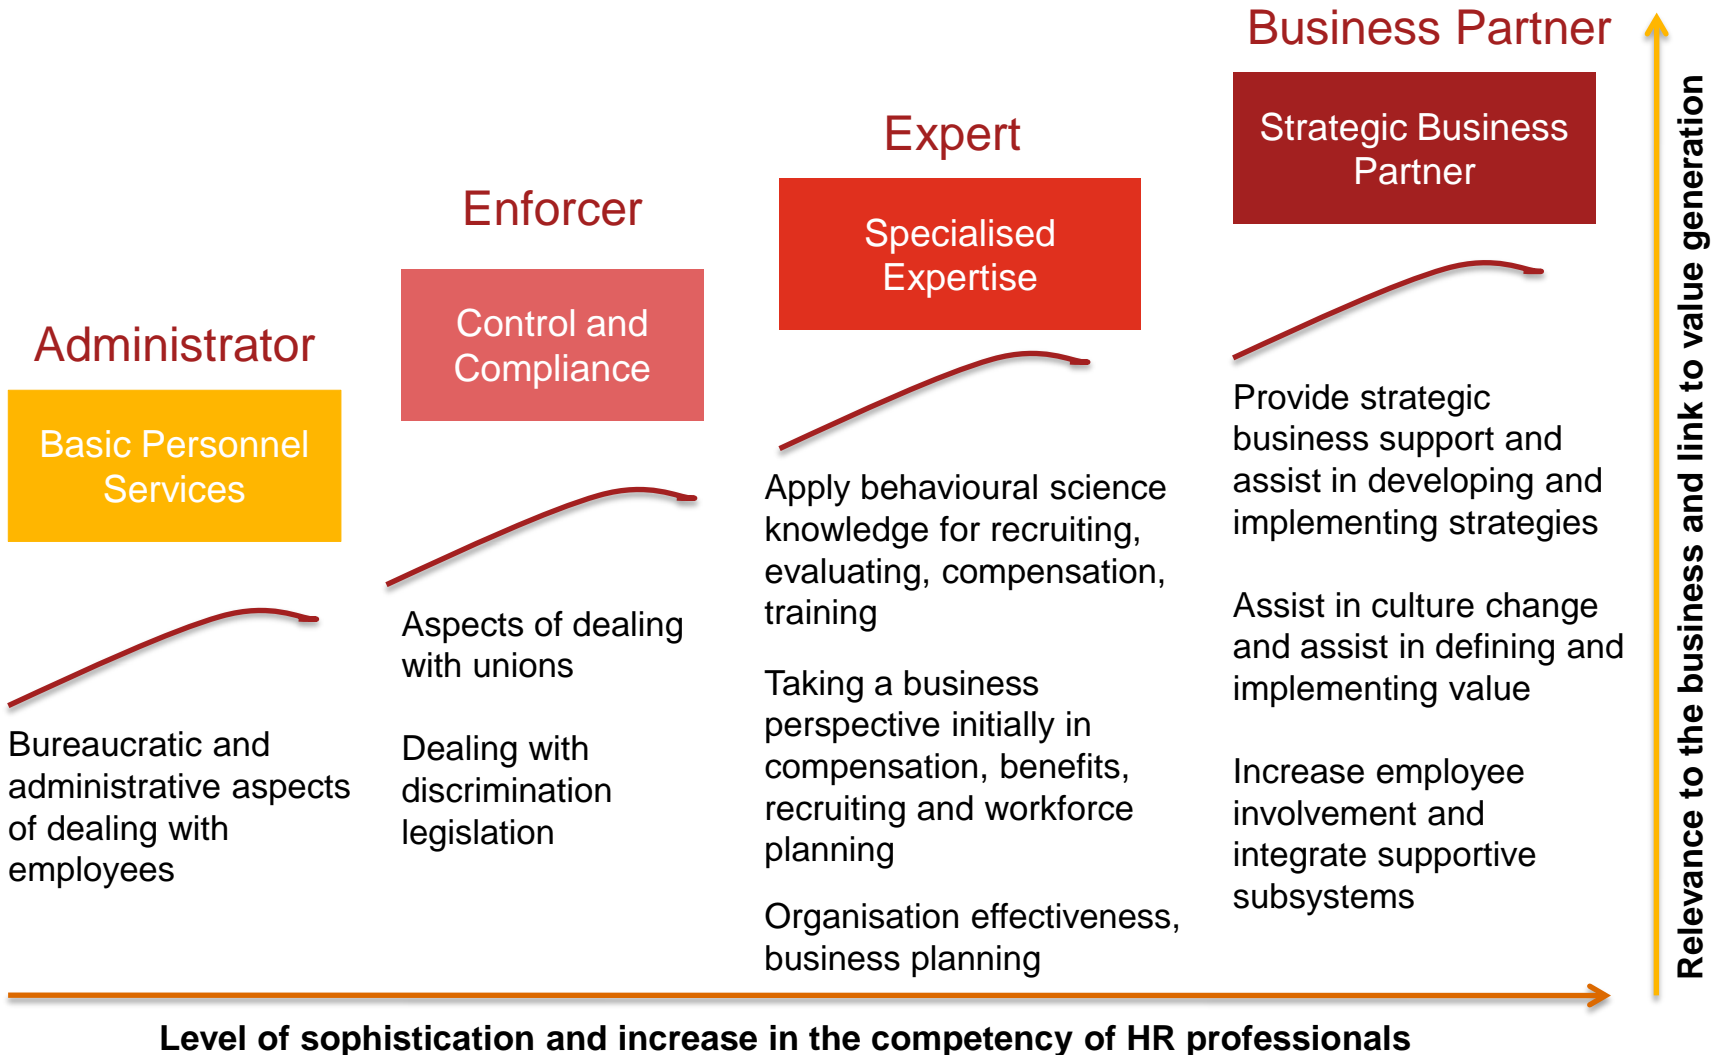 Administrator
Basic Personnel
Services
Bureaucratic and
administrative aspects
of dealing with
employees
Enforcer
Control and
Compliance
Aspects of dealing
with unions
Dealing with
discrimination
legislation
Expert
Specialised
Expertise
Apply behavioural science
knowledge for recruiting,
evaluating, compensation,
training
Taking a business
perspective initially in
compensation, benefits,
recruiting and workforce
planning
Organisation effectiveness,
business planning
Business Partner
Strategic Business
Partner
Provide strategic
business support and
assist in developing and
implementing strategies
Assist in culture change
and assist in defining and
implementing value
Increase employee
involvement and
integrate supportive
subsystems
Relevance to the business and link to value generation
Level of sophistication and increase in the competency of HR professionals